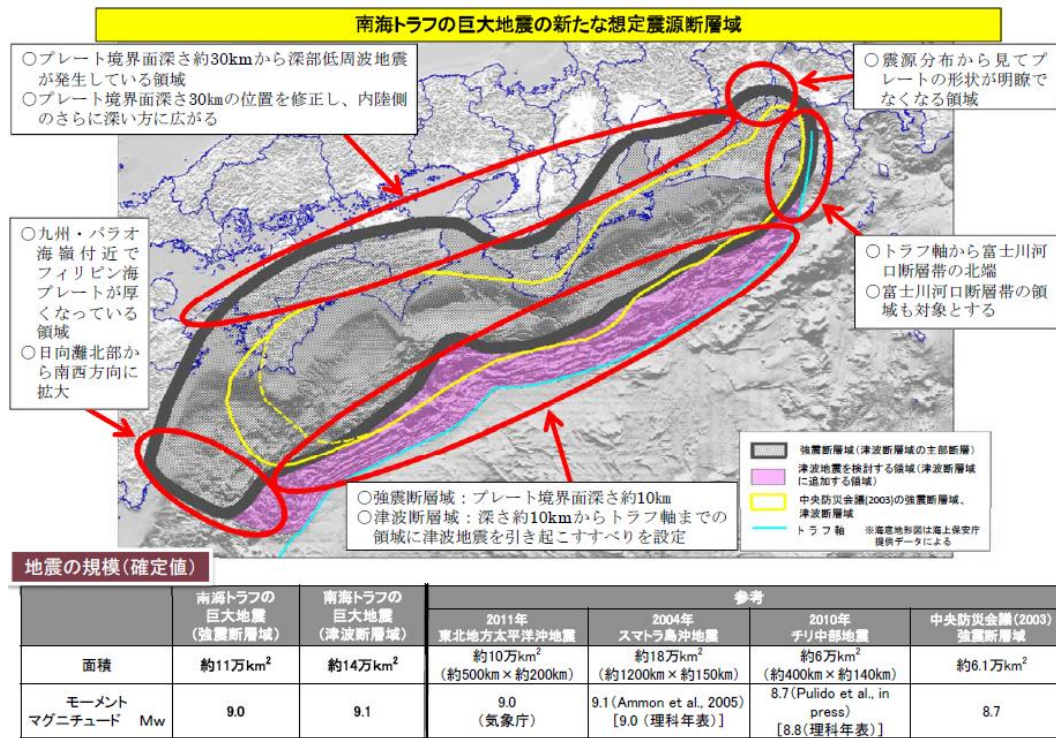 南海トラフの巨大地震の新たな想定震源断層域
○プレート境界面深さ約30kmから深部低周波地震
が発生している領域
○プレート境界面深さ30kmの位置を修正し、内陸側
のさらに深い方に広がる
○震源分布から見て
プレートの形状が明瞭で
なくなる領域
○九州・パラオ
海嶺付近で
フィリピン海
プレートが厚
くなっている
領域
○日向灘北部か
ら南西方向に
拡大
○トラフ軸から富士川河
口断層帯の北端
○富士川河口断層帯の領
域も対象とする
○強震断層域：プレート境界面深さ約10km
○津波断層域：深さ約10kmからトラフ軸までの
領域に津波地震を引き起こすすべりを設定
強震断層域(津波断層域の主部断層)
津波地震を検討する領域(津波断層域
に追加する領域)
中央防災会議(2003)の強震断層域、
津波断層域
トラフ軸 ※海底地形図は海上保安庁
提供データによる
地震の規模(確定値)
南海トラフの
巨大地震
(強震断層域)
南海トラフの
巨大地震
(津波断層域)
参考
2011年
東北地方太平洋沖地震
2004年
スマトラ島沖地震
2010年
チリ中部地震
中央防災会議(2003)
強震断層域
面積
約11万km²
約14万km²
約10万km²
(約500km×約200km)
約18万km²
(約1200km×約150km)
約6万km²
(約400km×約140km)
約6.1万km²
モーメント
マグニチュード Mw
9.0
9.1
9.0
(気象庁)
9.1(Ammon et al., 2005)
[9.0 (理科年表)]
8.7(Pulido et al., in
press)
[8.8(理科年表)]
8.7